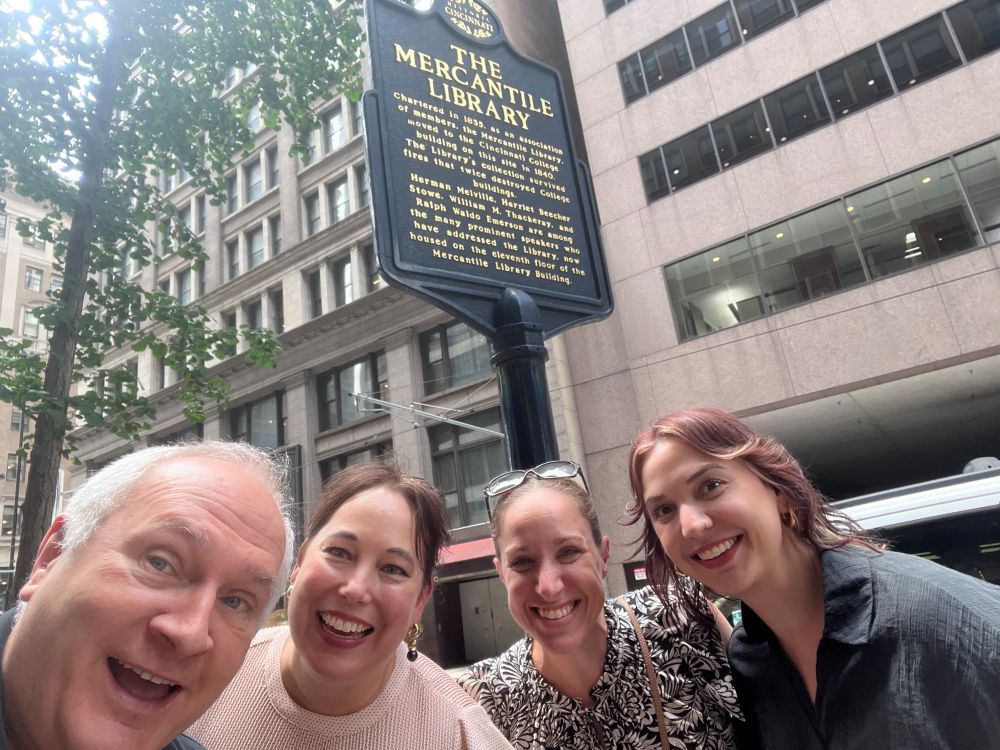 HISTORIC
CINCINNATI
THE
MERCANTILE
LIBRARY
Chartered in 1835, as an association
of members, the Mercantile Library,
moved to the Cincinnati College
building on this site in 1840.
The Library's collection survived
fires that twice destroyed College
buildings.
Herman Melville, Harriet Beecher
Stowe, William M. Thackeray, and
Ralph Waldo Emerson are among
the many prominent speakers who
have addressed the Library, now
housed on the eleventh floor of the
Mercantile Library Building.